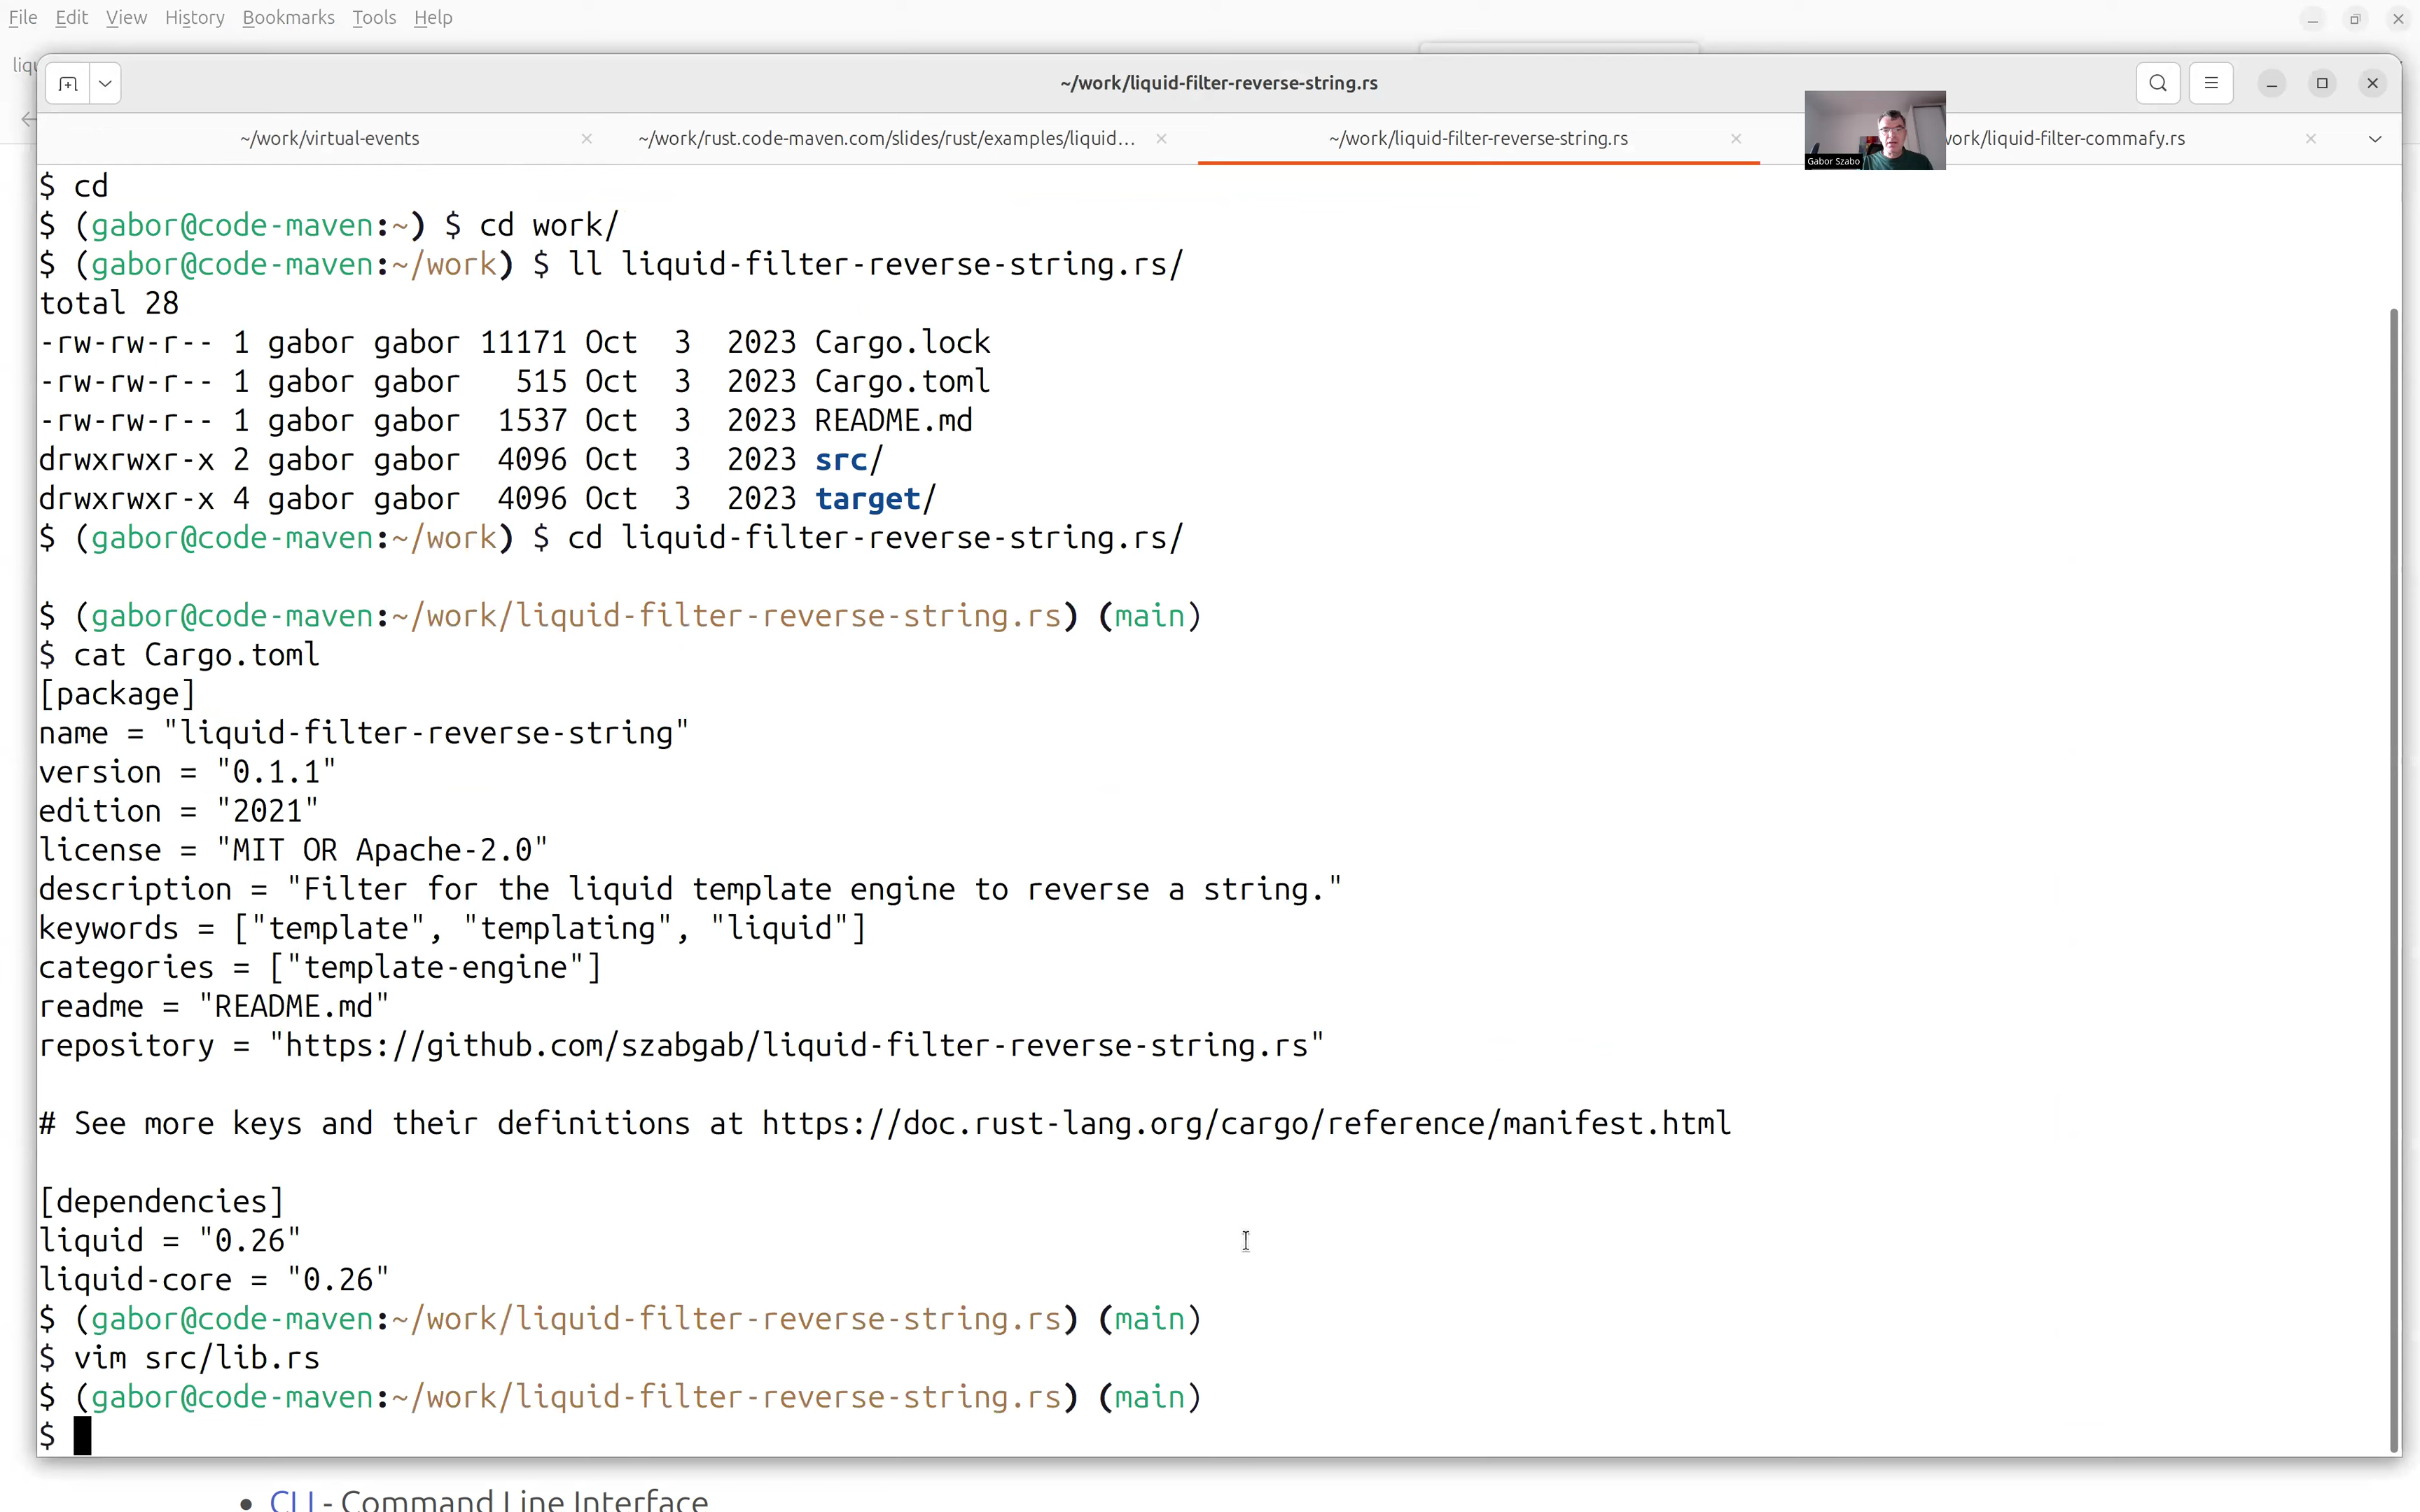 File Edit View History Bookmarks Tools Help
liqu
~/work/liquid-filter-reverse-string.rs
~/work/virtual-events
~/work/rust.code-maven.com/slides/rust/examples/liquid...
~/work/liquid-filter-reverse-string.rs
work/liquid-filter-commafy.rs
Gabor Szabo
$ cd
$ (gabor@code-maven:~) $ cd work/
$ (gabor@code-maven:~/work) $ ll liquid-filter-reverse-string.rs/
total 28
-rw-rw-r-- 1 gabor gabor 11171 Oct  3  2023 Cargo.lock
-rw-rw-r-- 1 gabor gabor   515 Oct  3  2023 Cargo.toml
-rw-rw-r-- 1 gabor gabor  1537 Oct  3  2023 README.md
drwxrwxr-x 2 gabor gabor  4096 Oct  3  2023 src/
drwxrwxr-x 4 gabor gabor  4096 Oct  3  2023 target/
$ (gabor@code-maven:~/work) $ cd liquid-filter-reverse-string.rs/
$ (gabor@code-maven:~/work/liquid-filter-reverse-string.rs) (main)
$ cat Cargo.toml
[package]
name = "liquid-filter-reverse-string"
version = "0.1.1"
edition = "2021"
license = "MIT OR Apache-2.0"
description = "Filter for the liquid template engine to reverse a string."
keywords = ["template", "templating", "liquid"]
categories = ["template-engine"]
readme = "README.md"
repository = "https://github.com/szabgab/liquid-filter-reverse-string.rs"
# See more keys and their definitions at https://doc.rust-lang.org/cargo/reference/manifest.html
[dependencies]
liquid = "0.26"
liquid-core = "0.26"
$ (gabor@code-maven:~/work/liquid-filter-reverse-string.rs) (main)
$ vim src/lib.rs
$ (gabor@code-maven:~/work/liquid-filter-reverse-string.rs) (main)
$
• CLI - Command Line Interface